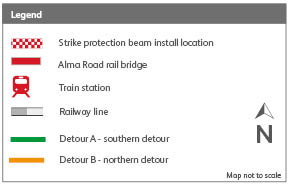 Legend
Strike protection beam install location
Alma Road rail bridge
Train station
Railway line
N
Detour A - southern detour
Detour B - northern detour
Map not to scale